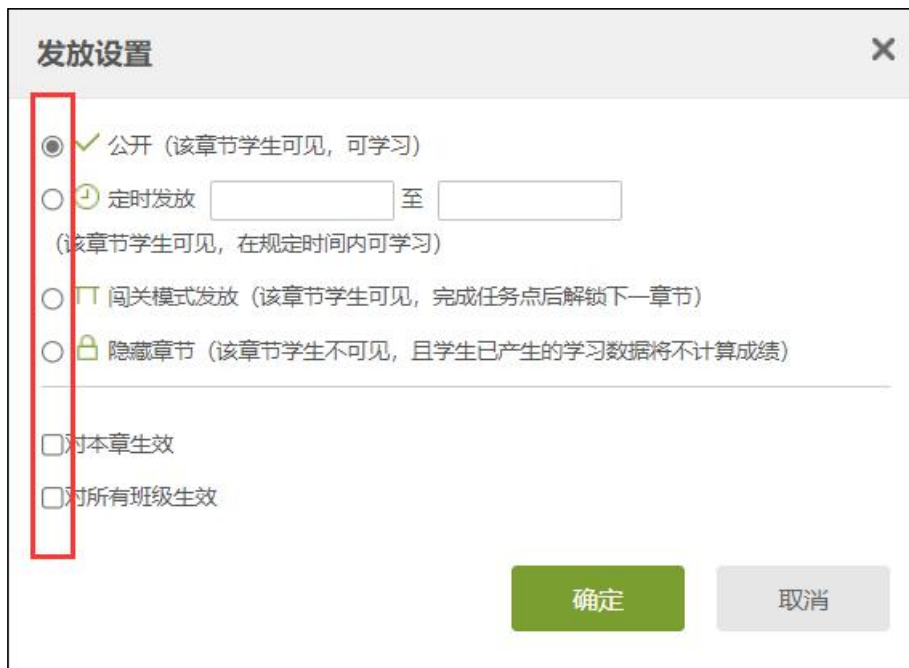 发放设置
公开（该章节学生可见，可学习）
定时发放 至
（该章节学生可见，在规定时间内可学习）
闯关模式发放（该章节学生可见，完成任务点后解锁下一章节）
隐藏章节（该章节学生不可见，且学生已产生的学习数据将不计算成绩）
对本章生效
对所有班级生效
确定 取消